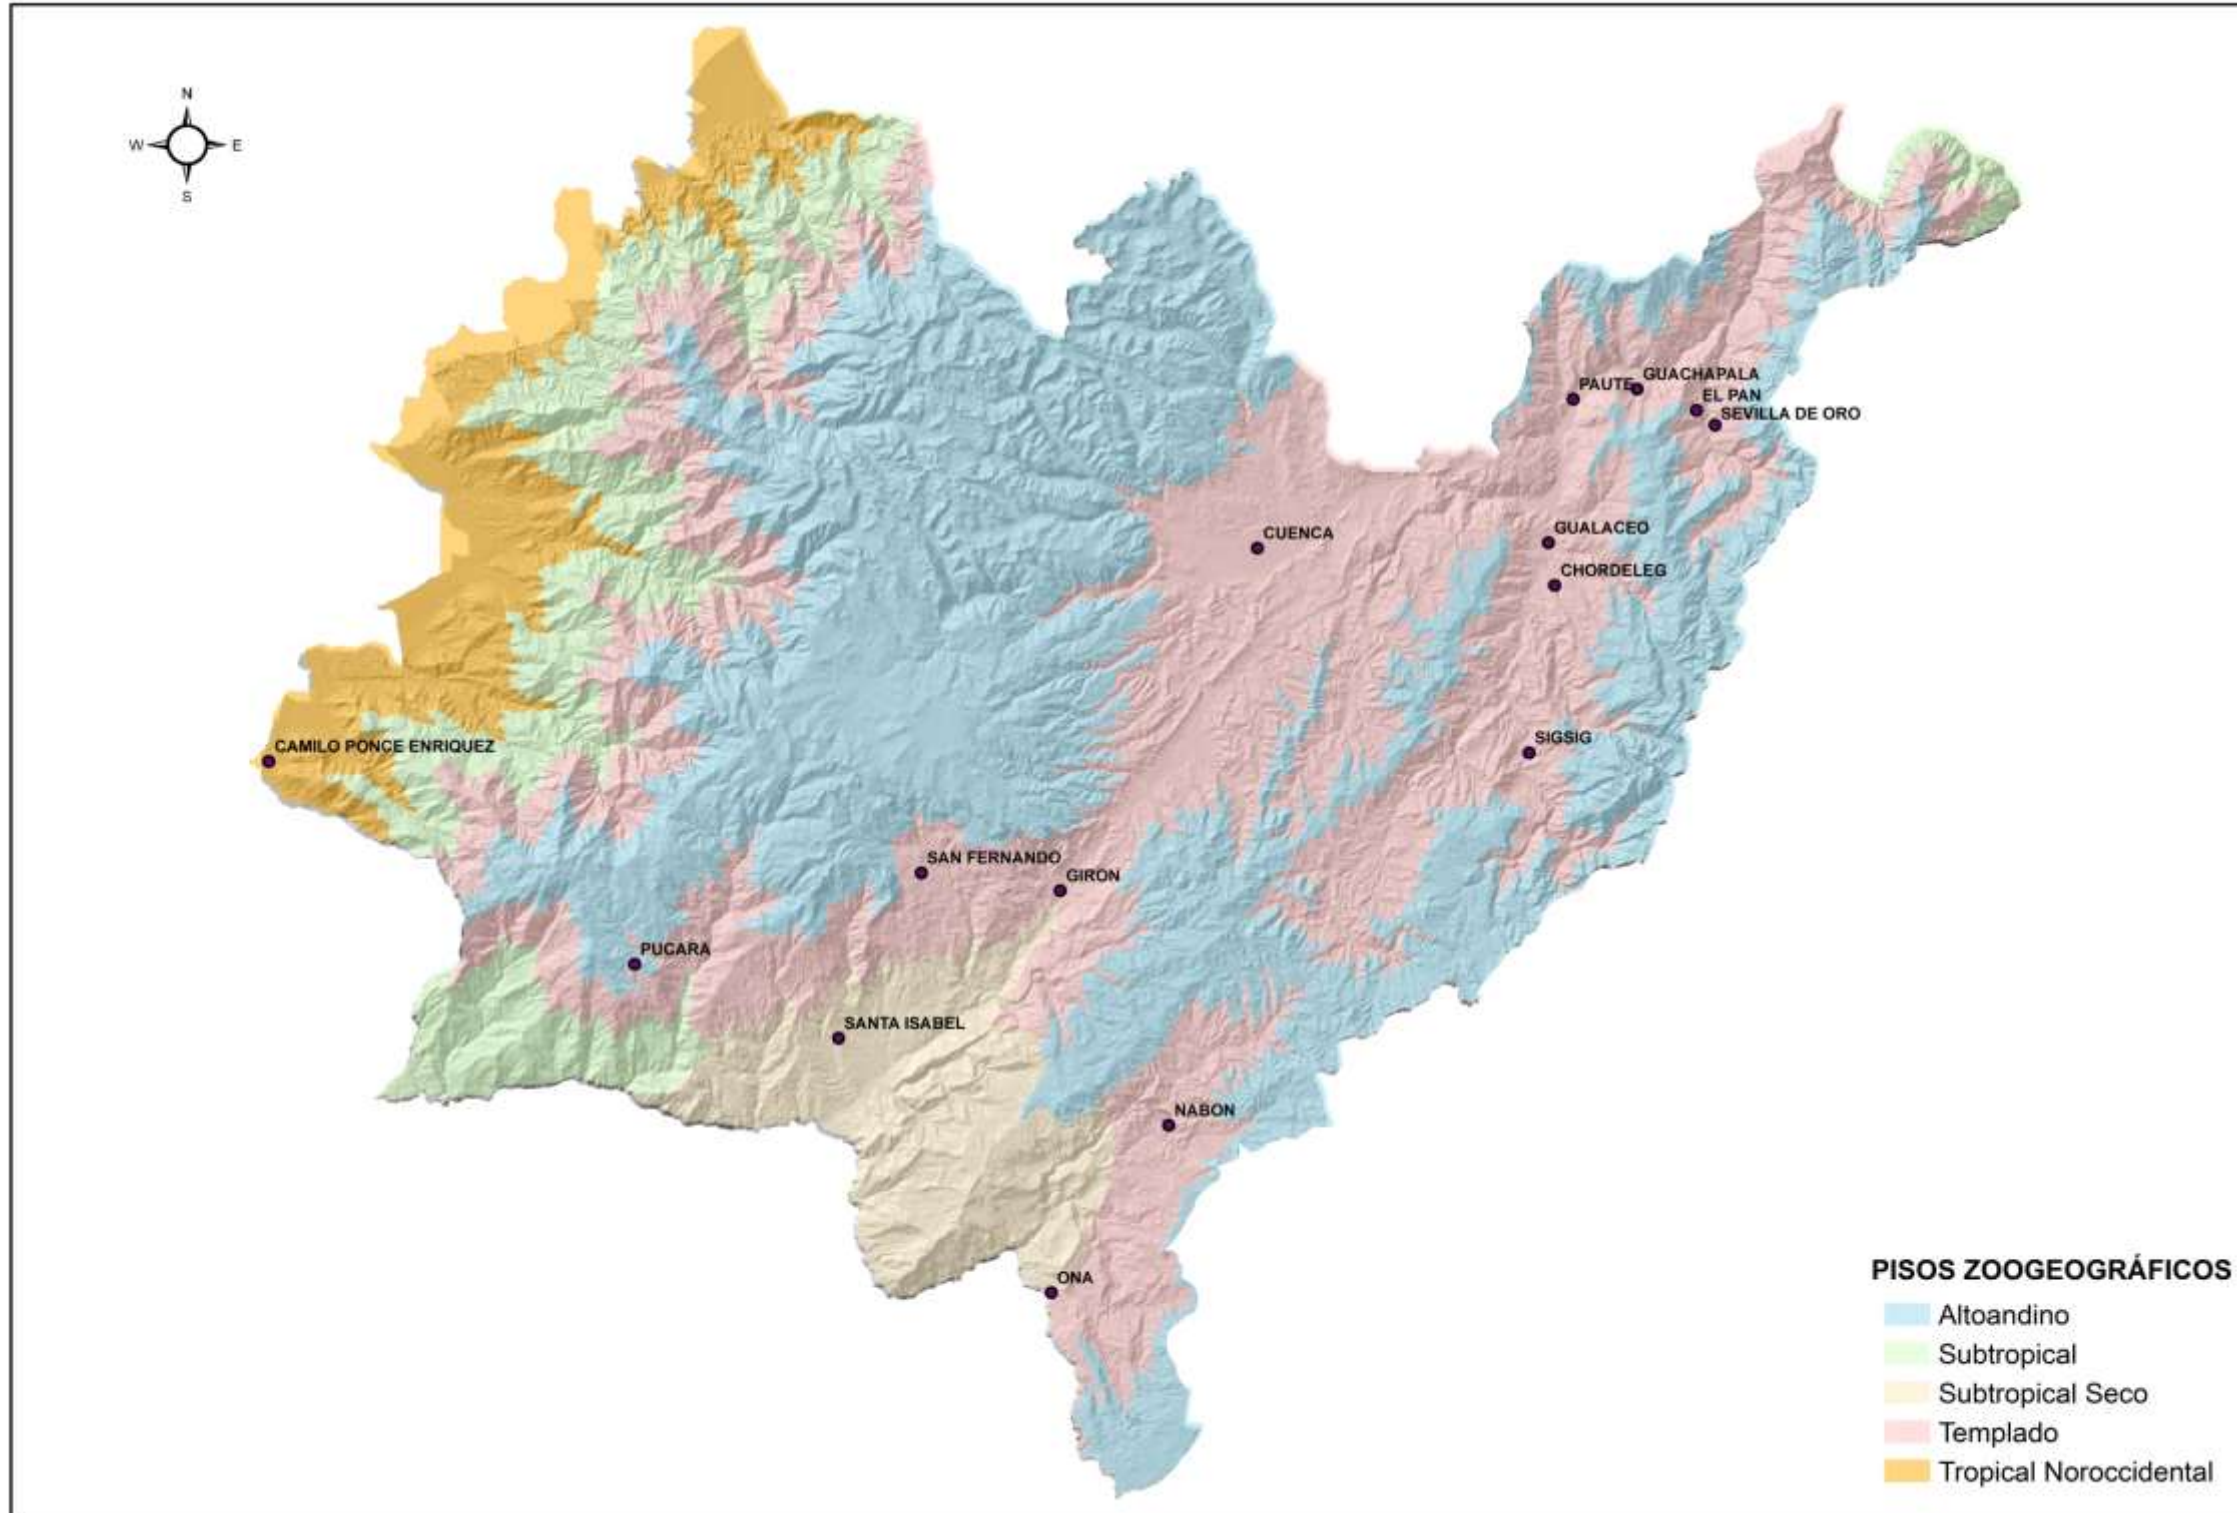 N
W E
S
GUACHAPALA
PAUTE
EL PAN
SEVILLA DE ORO
CUENCA
GUALACEO
CHORDELEG
SIGSIG
CAMILO PONCE ENRIQUEZ
SAN FERNANDO
GIRON
PUCARA
SANTA ISABEL
NABON
ONA
PISOS ZOOGEOGRÁFICOS
Altoandino
Subtropical
Subtropical Seco
Templado
Tropical Noroccidental